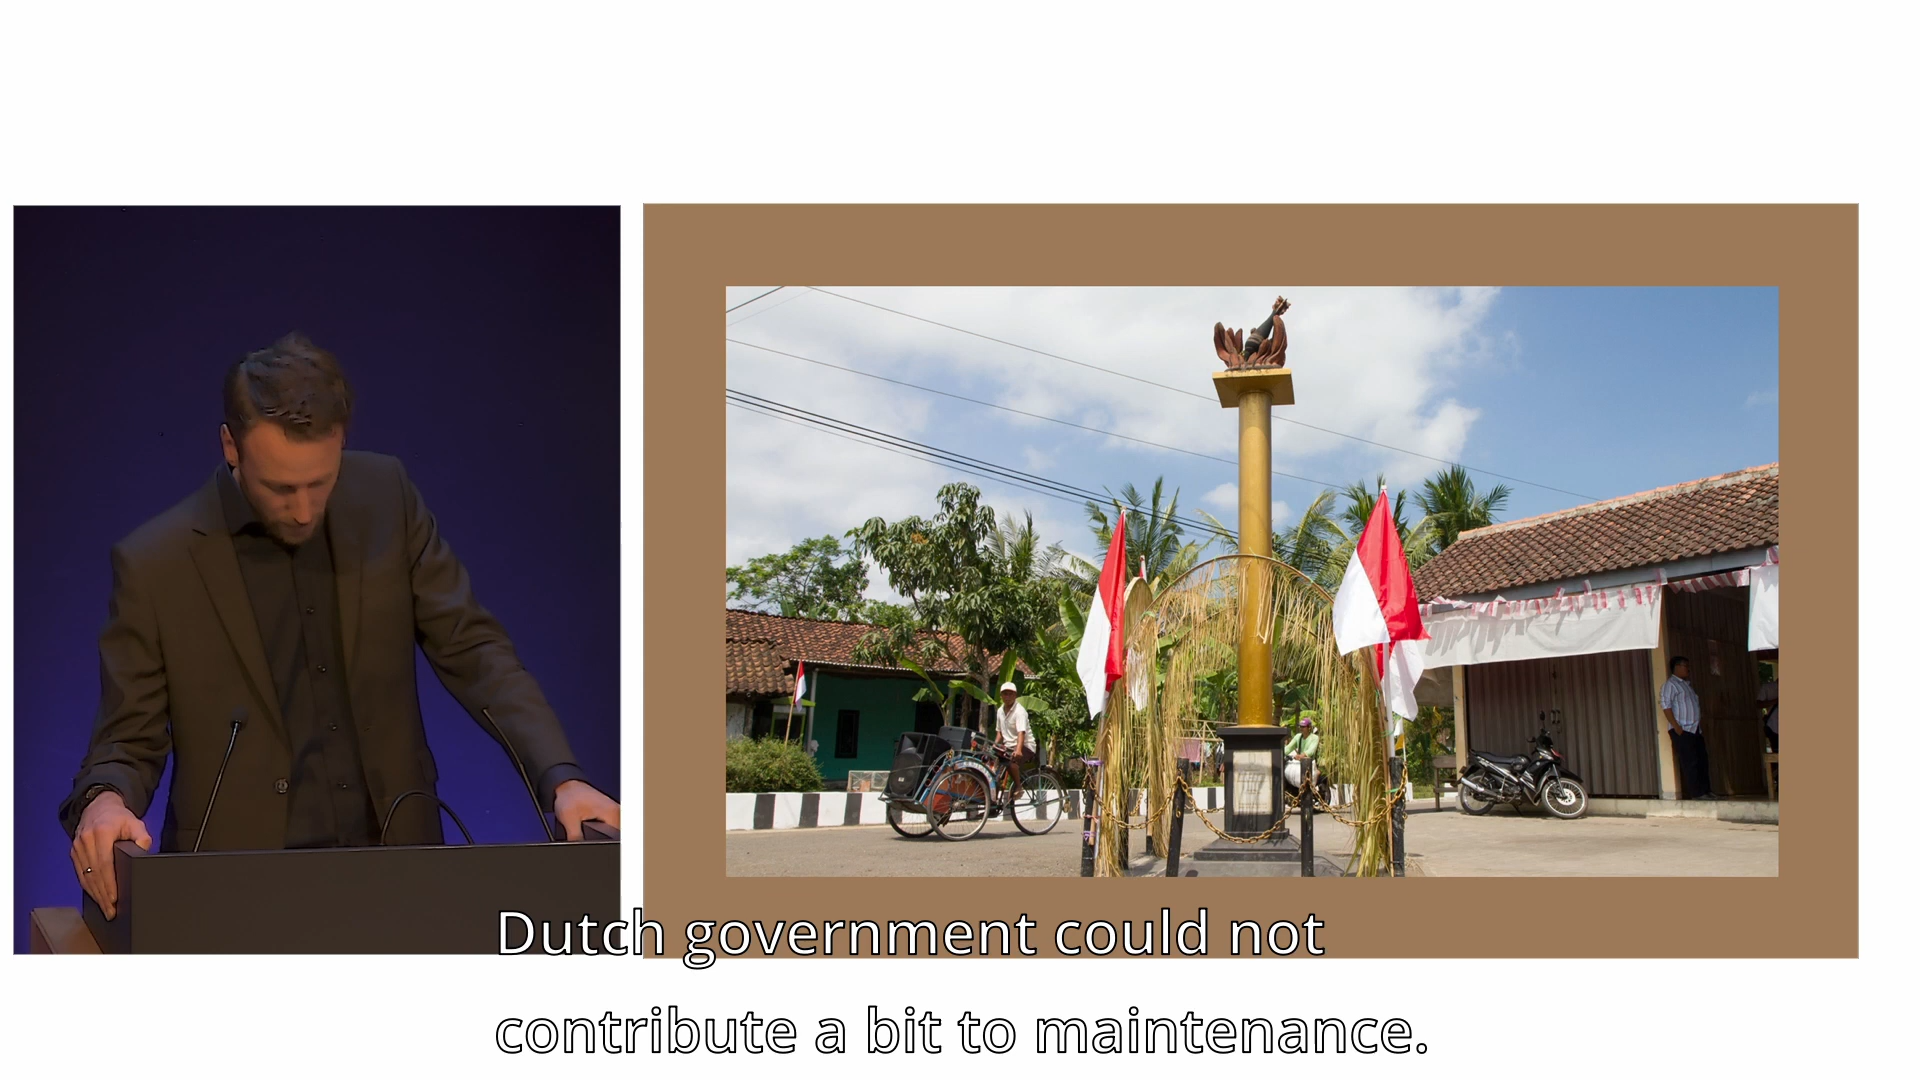 Dutch government could not
contribute a bit to maintenance.